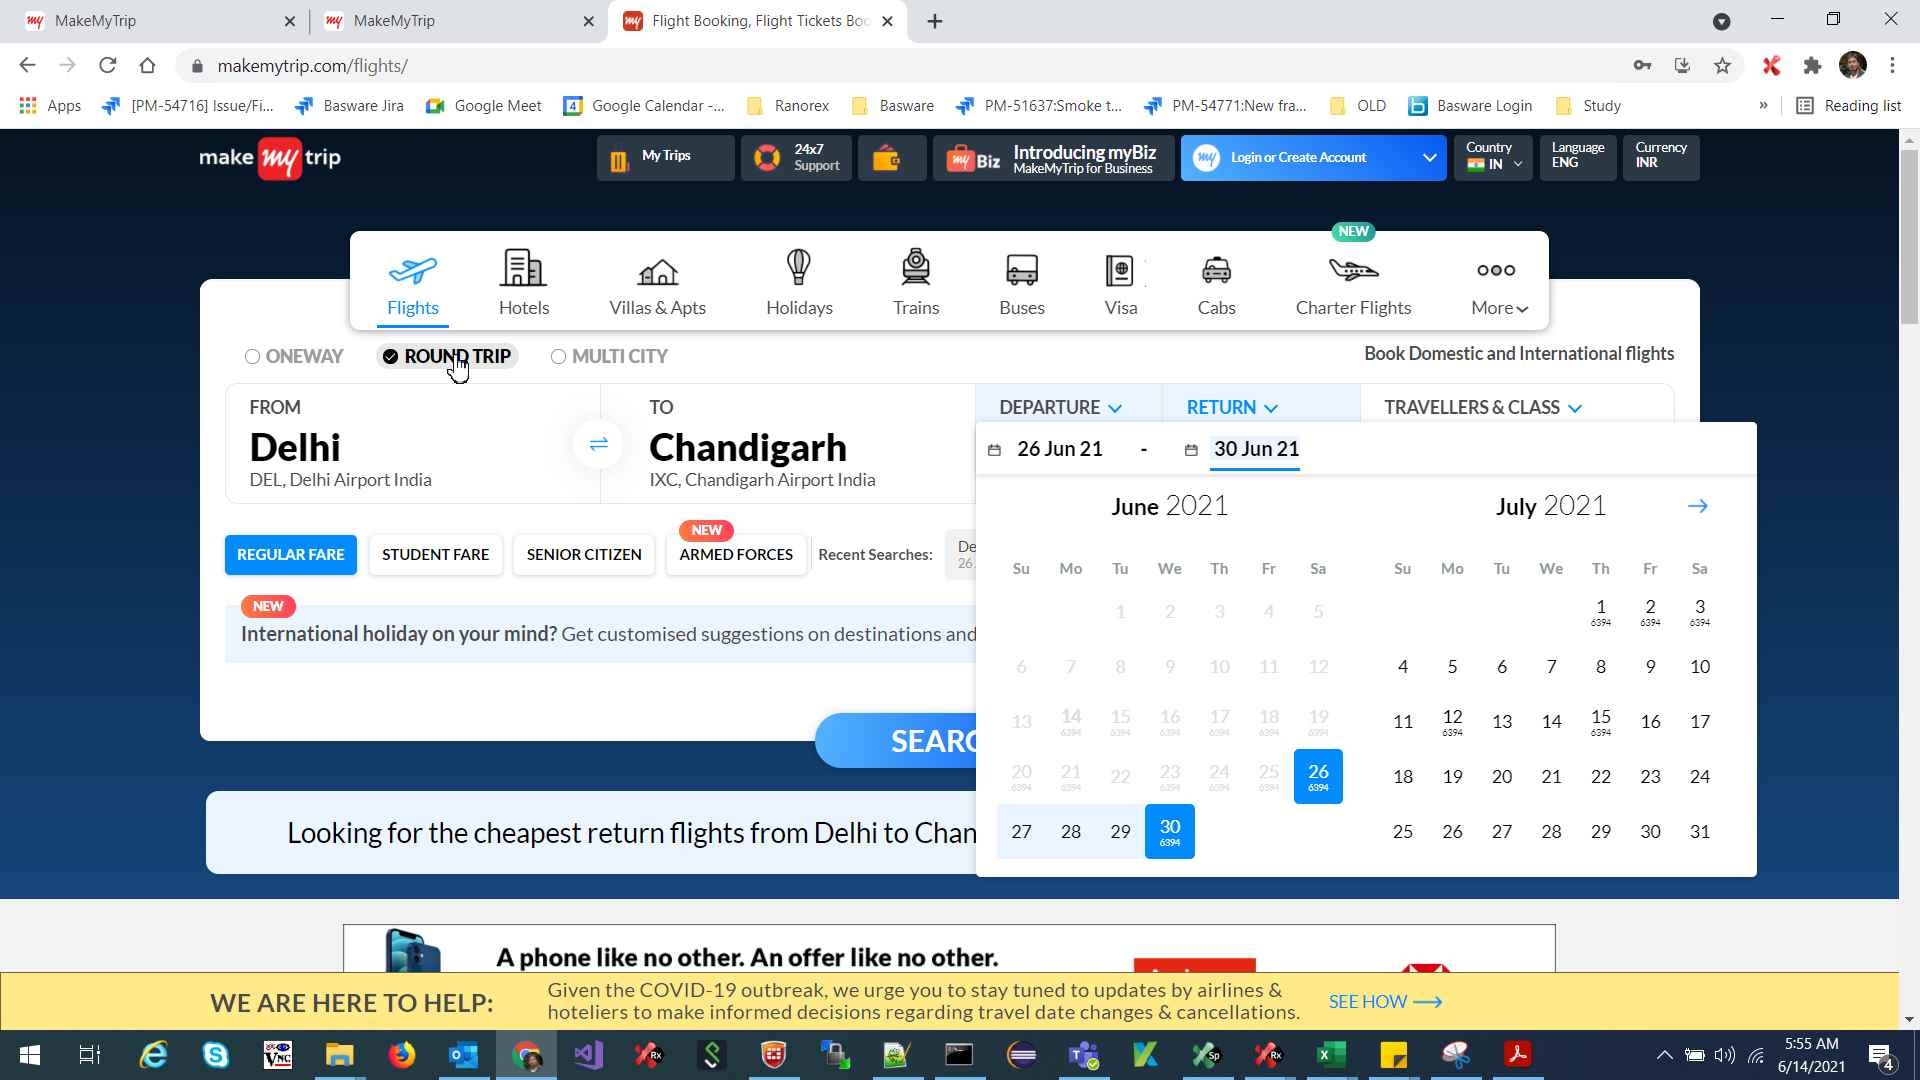 MakeMyTrip
MakeMyTrip
Flight Booking, Flight Tickets Boo
makemytrip.com/flights/
Apps
[PM-54716] Issue/Fi...
Basware Jira
Google Meet
4
Google Calendar -...
Ranorex
Basware
PM-51637:Smoke t...
PM-54771:New fra...
OLD
Basware Login
Study
»
Reading list
make my trip
My Trips
24x7
Support
my Biz
Introducing myBiz
MakeMyTrip for Business
my
Login or Create Account
Country
IN
Language
ENG
Currency
INR
NEW
Flights
Hotels
Villas & Apts
Holidays
Trains
Buses
Visa
Cabs
Charter Flights
More
ONEWAY
ROUND TRIP
MULTI CITY
Book Domestic and International flights
FROM
Delhi
DEL, Delhi Airport India
TO
Chandigarh
IXC, Chandigarh Airport India
DEPARTURE
RETURN
TRAVELLERS & CLASS
26 Jun 21
-
30 Jun 21
June 2021
Su Mo Tu We Th Fr Sa
1 2 3 4 5
6 7 8 9 10 11 12
13 14 15 16 17 18 19
6394 6394 6394 6394 6394 6394
20 21 22 23 24 25 26
6394 6394 6394 6394 6394 6394
27 28 29 30
6394
July 2021
Su Mo Tu We Th Fr Sa
1 2 3
6394 6394 6394
4 5 6 7 8 9 10
11 12 13 14 15 16 17
6394 6394
18 19 20 21 22 23 24
25 26 27 28 29 30 31
REGULAR FARE
STUDENT FARE
SENIOR CITIZEN
NEW
ARMED FORCES
Recent Searches:
De
26
NEW
International holiday on your mind? Get customised suggestions on destinations and
SEARC
Looking for the cheapest return flights from Delhi to Chan
A phone like no other. An offer like no other.
WE ARE HERE TO HELP:
Given the COVID-19 outbreak, we urge you to stay tuned to updates by airlines &
hoteliers to make informed decisions regarding travel date changes & cancellations.
SEE HOW
5:55 AM
6/14/2021
4